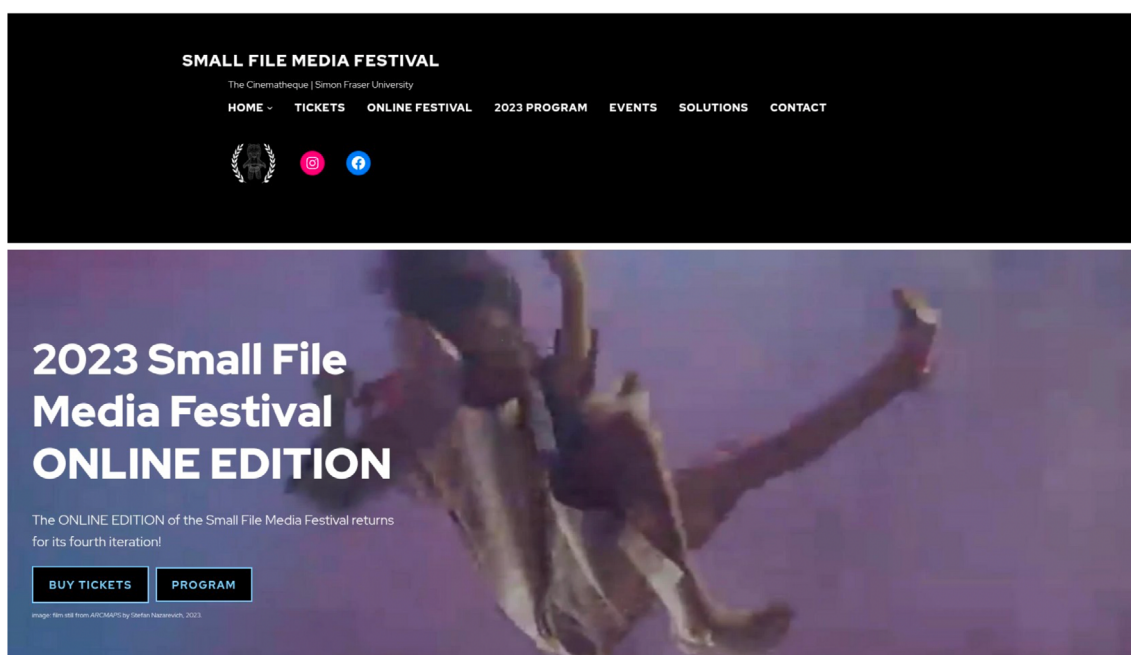 SMALL FILE MEDIA FESTIVAL
The Cinematheque | Simon Fraser University
HOME TICKETS ONLINE FESTIVAL 2023 PROGRAM EVENTS SOLUTIONS CONTACT
2023 Small File
Media Festival
ONLINE EDITION
The ONLINE EDITION of the Small File Media Festival returns
for its fourth iteration!
BUY TICKETS PROGRAM
image: film still from ARCMAPS by Stefan Nazarevich, 2023.